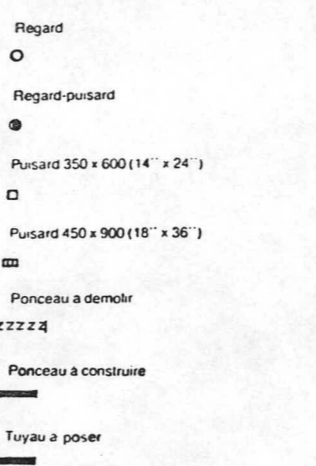 Regard
Regard-puisard
Puisard 350 x 600 (14'' x 24'')
Puisard 450 x 900 (18'' x 36'')
Ponceau a demolir
Ponceau à construire
Tuyau a poser